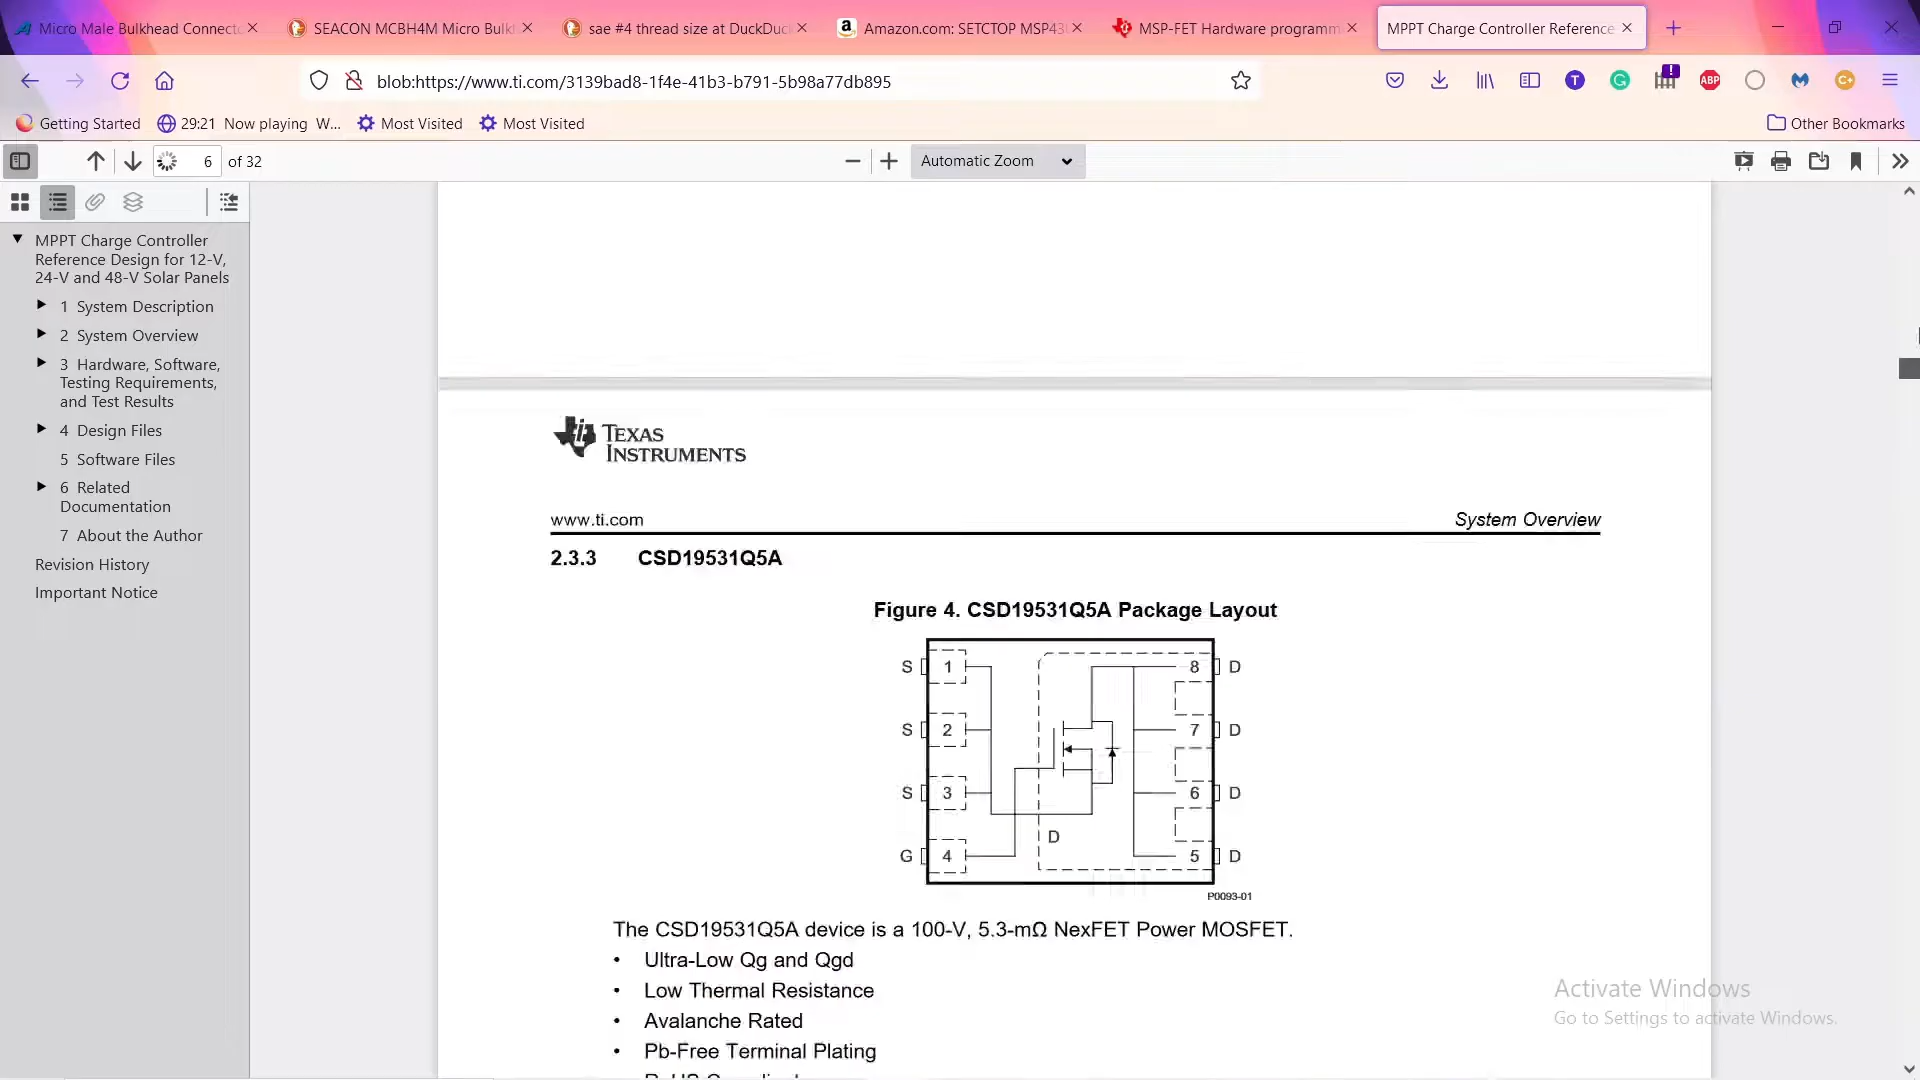 Micro Male Bulkhead Connecto
SEACON MCBH4M Micro Bulk
sae #4 thread size at DuckDuc
Amazon.com: SETCTOP MSP43
MSP-FET Hardware programm
MPPT Charge Controller Reference
blob:https://www.ti.com/3139bad8-1f4e-41b3-b791-5b98a77db895
T
ABP
Getting Started
29:21 Now playing W...
Most Visited
Most Visited
Other Bookmarks
6 of 32
Automatic Zoom
MPPT Charge Controller
Reference Design for 12-V,
24-V and 48-V Solar Panels
1 System Description
2 System Overview
3 Hardware, Software,
Testing Requirements,
and Test Results
4 Design Files
5 Software Files
6 Related
Documentation
7 About the Author
Revision History
Important Notice
TEXAS
INSTRUMENTS
www.ti.com
System Overview
2.3.3 CSD19531Q5A
Figure 4. CSD19531Q5A Package Layout
S 1 8 D
S 2 7 D
S 3 6 D
D
G 4 5 D
P0093-01
The CSD19531Q5A device is a 100-V, 5.3-mΩ NexFET Power MOSFET.
• Ultra-Low Qg and Qgd
• Low Thermal Resistance
• Avalanche Rated
• Pb-Free Terminal Plating
Activate Windows
Go to Settings to activate Windows.